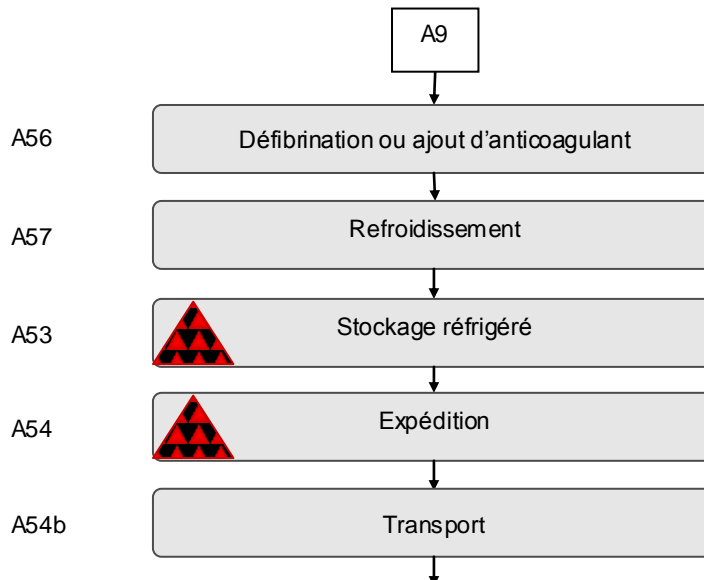 A9
A56
Défibrination ou ajout d'anticoagulant
A57
Refroidissement
A53
Stockage réfrigéré
A54
Expédition
A54b
Transport